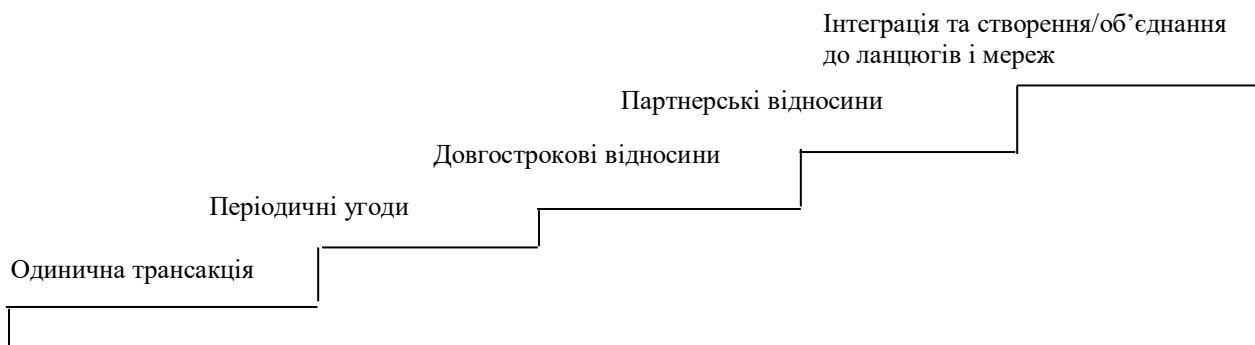 Інтеграція та створення/об’єднання
до ланцюгів і мереж
Партнерські відносини
Довгострокові відносини
Періодичні угоди
Одинична трансакція